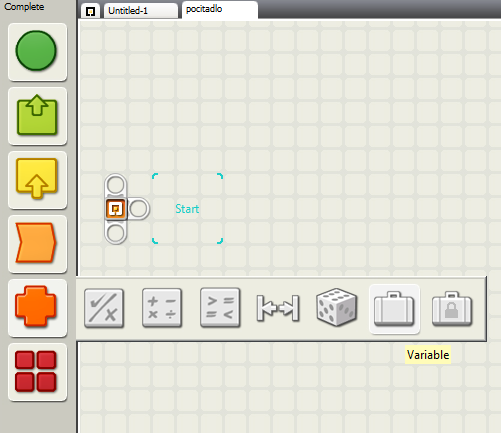 Complete
Untitled-1
pocitadlo
Start
Variable